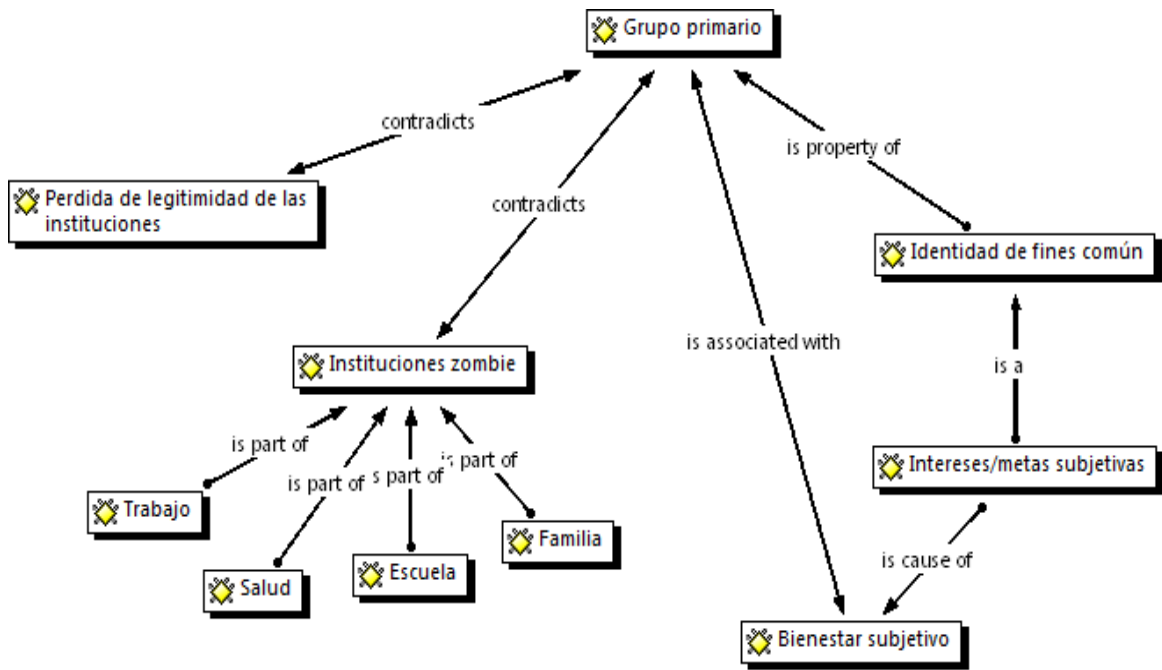 Grupo primario
contradicts
is property of
Perdida de legitimidad de las
instituciones
contradicts
Identidad de fines común
is associated with
Instituciones zombie
is a
is part of
is part of
s part of
is part of
Intereses/metas subjetivas
Trabajo
Familia
Escuela
Salud
is cause of
Bienestar subjetivo